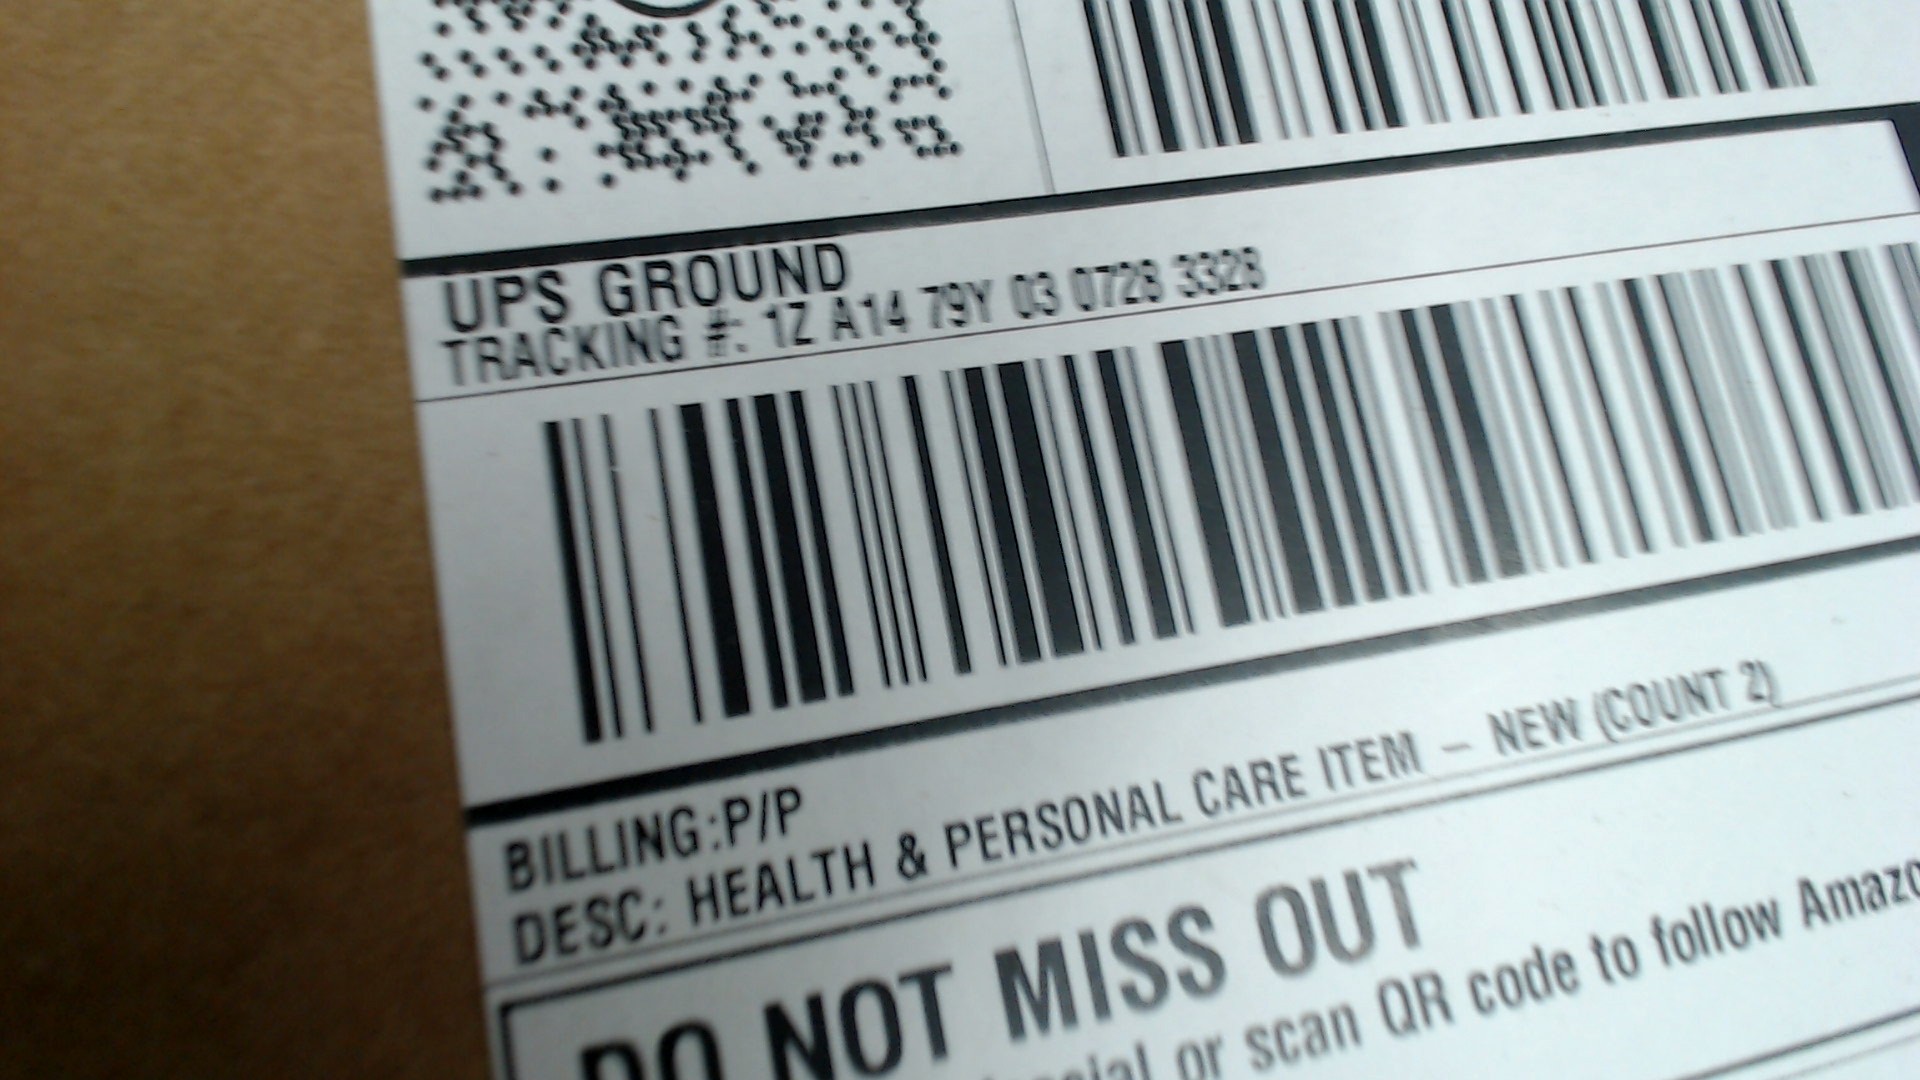 UPS GROUND
TRACKING #: 1Z A14 79Y 03 0728 3328
BILLING:P/P
DESC: HEALTH & PERSONAL CARE ITEM – NEW (COUNT 2)
DO NOT MISS OUT
or scan QR code to follow